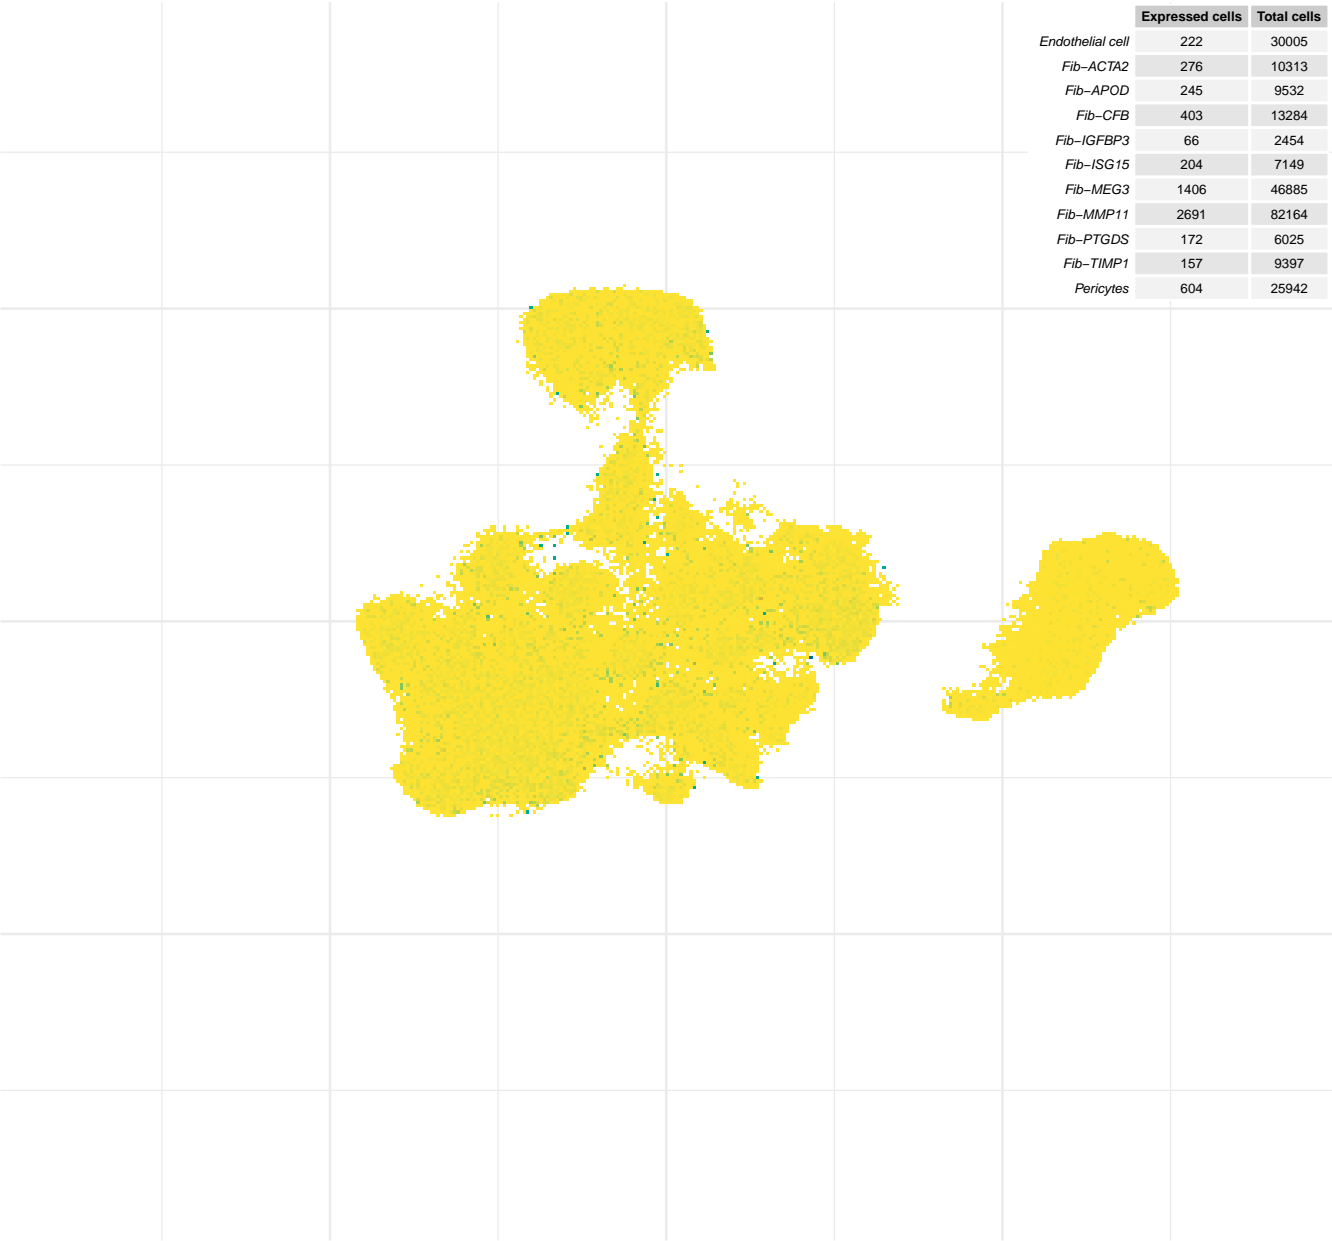 Expressed cells Total cells
Endothelial cell 222 30005
Fib−ACTA2 276 10313
Fib−APOD 245 9532
Fib−CFB 403 13284
Fib−IGFBP3 66 2454
Fib−ISG15 204 7149
Fib−MEG3 1406 46885
Fib−MMP11 2691 82164
Fib−PTGDS 172 6025
Fib−TIMP1 157 9397
Pericytes 604 25942